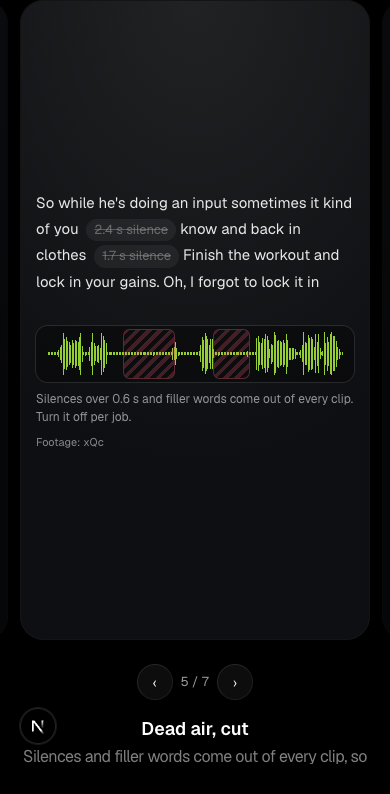 So while he's doing an input sometimes it kind
of you 2.4 s silence know and back in
clothes 1.7 s silence Finish the workout and
lock in your gains. Oh, I forgot to lock it in
Silences over 0.6 s and filler words come out of every clip.
Turn it off per job.
Footage: xQc
‹ 5 / 7 ›
N
Dead air, cut
Silences and filler words come out of every clip, so